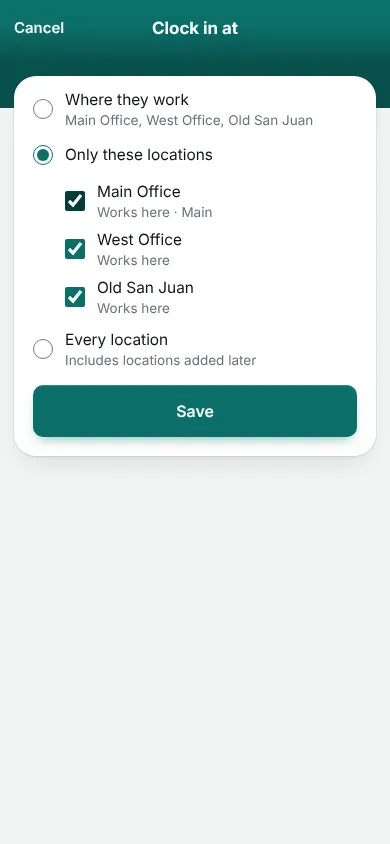 Cancel
Clock in at
Where they work
Main Office, West Office, Old San Juan
Only these locations
Main Office
Works here · Main
West Office
Works here
Old San Juan
Works here
Every location
Includes locations added later
Save